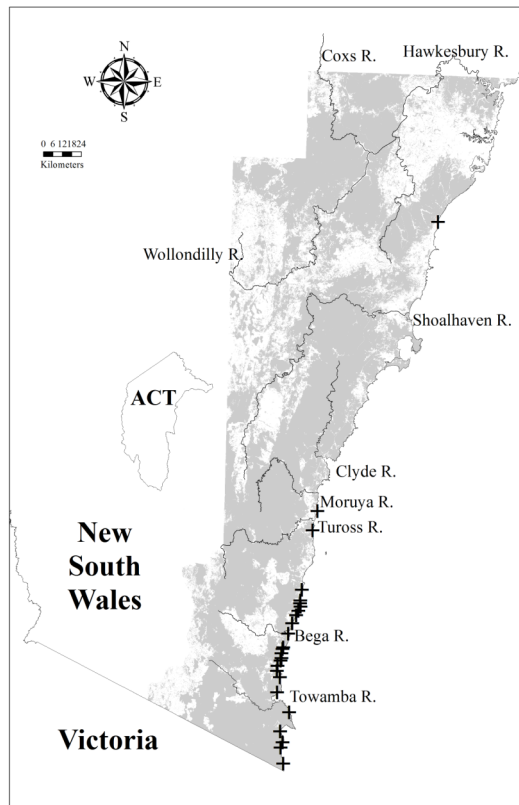 Coxs R.
Hawkesbury R.
N
W E
S
0 6 121824
Kilometers
Wollondilly R.
Shoalhaven R.
ACT
Clyde R.
Moruya R.
Tuross R.
New
South
Wales
Bega R.
Towamba R.
Victoria